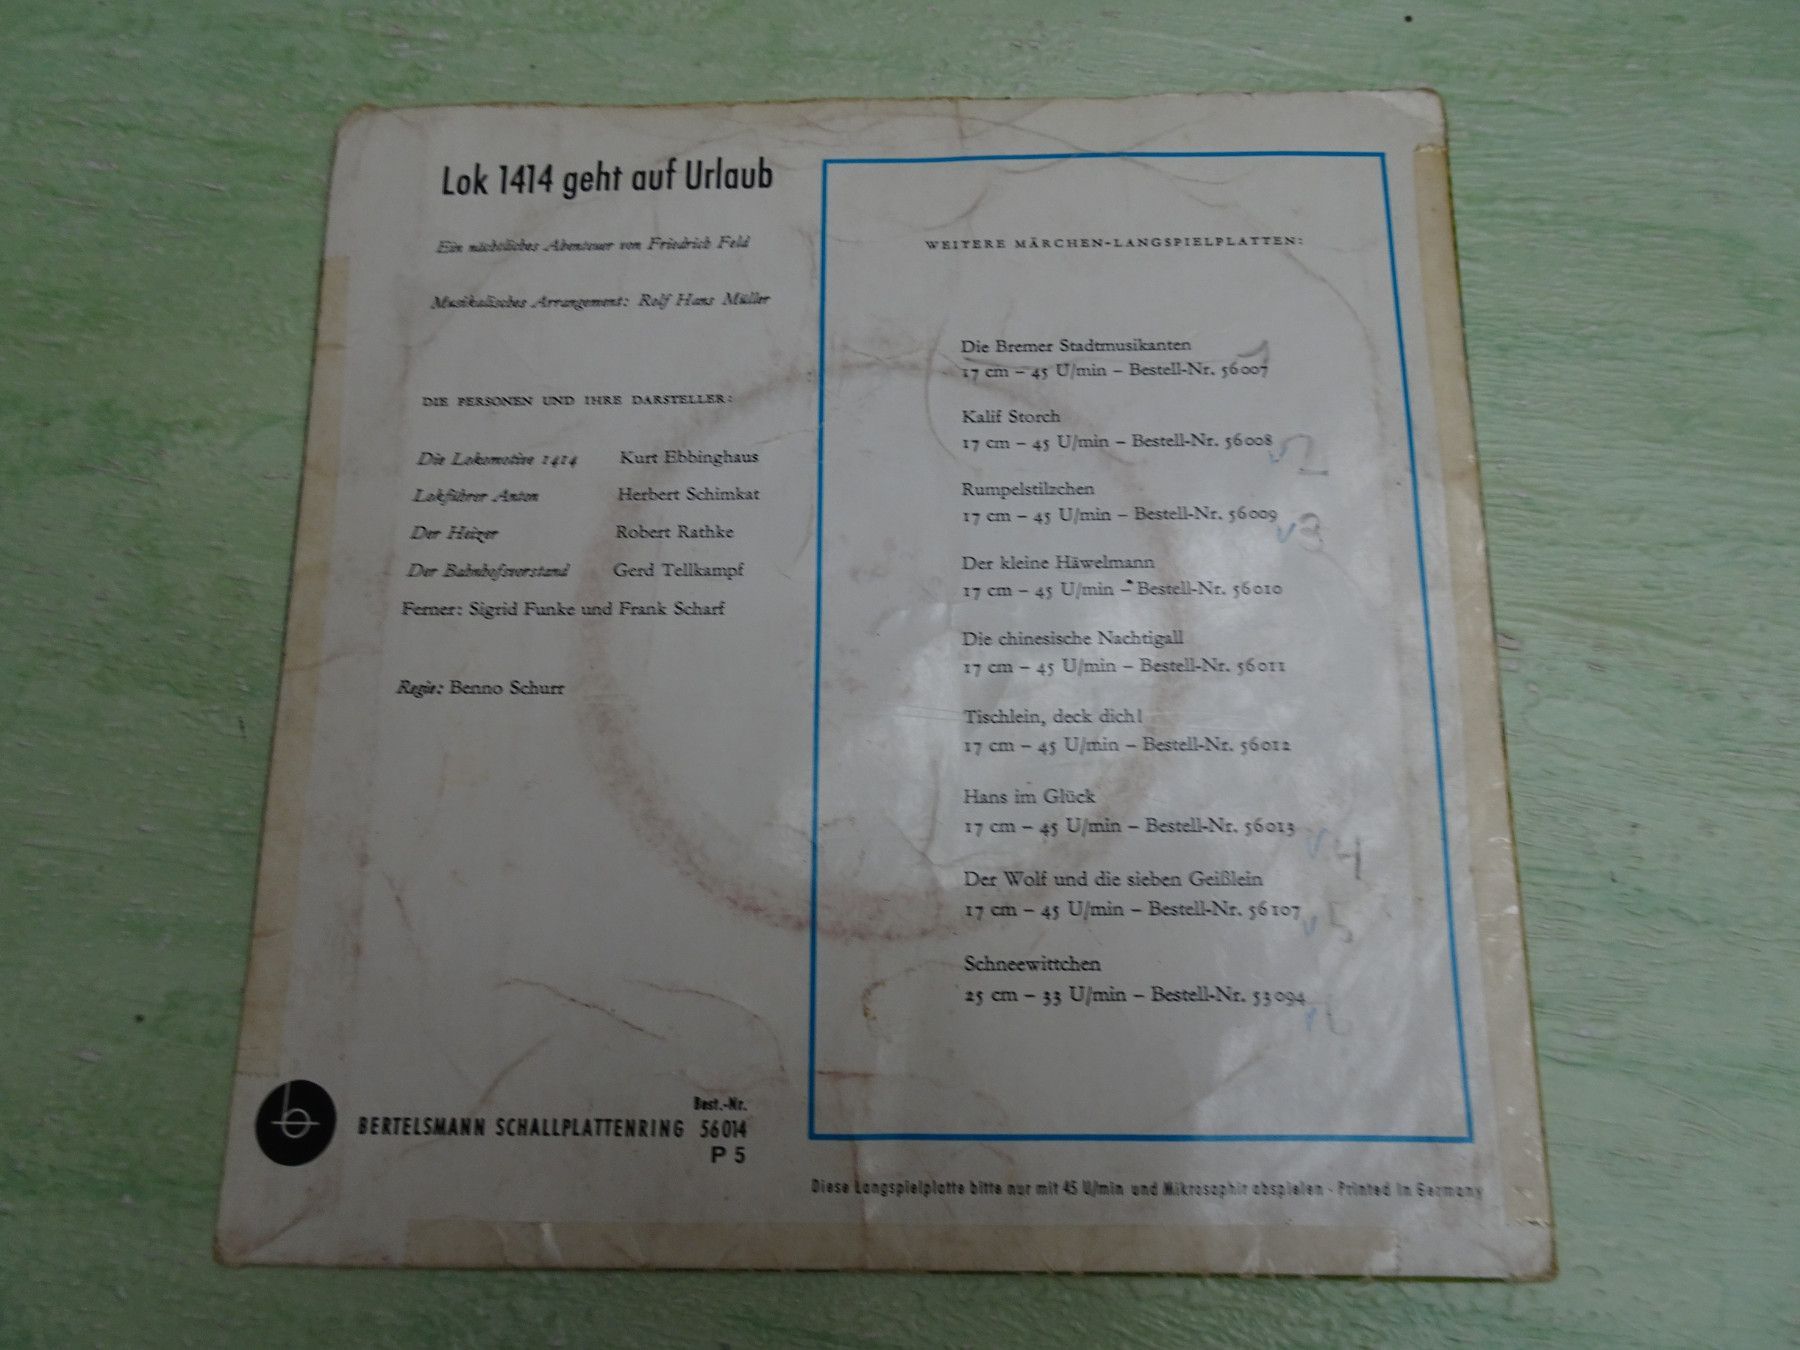 Lok 1414 geht auf Urlaub
Ein nächtliches Abenteuer von Friedrich Feld
Musikalisches Arrangement: Rolf Hans Müller
DIE PERSONEN UND IHRE DARSTELLER:
Die Lokomotive 1414 Kurt Ebbinghaus
Lokführer Anton Herbert Schimkat
Der Heizer Robert Rathke
Der Bahnhofsvorstand Gerd Tellkampf
Ferner: Sigrid Funke und Frank Scharf
Regie: Benno Schurr
Best.-Nr.
BERTELSMANN SCHALLPLATTENRING 56014
P 5
WEITERE MÄRCHEN-LANGSPIELPLATTEN:
Die Bremer Stadtmusikanten
17 cm – 45 U/min – Bestell-Nr. 56007 1
Kalif Storch
17 cm – 45 U/min – Bestell-Nr. 56008 v 2
Rumpelstilzchen
17 cm – 45 U/min – Bestell-Nr. 56009 v 3
Der kleine Häwelmann
17 cm – 45 U/min – Bestell-Nr. 56010
Die chinesische Nachtigall
17 cm – 45 U/min – Bestell-Nr. 56011
Tischlein, deck dich!
17 cm – 45 U/min – Bestell-Nr. 56012
Hans im Glück
17 cm – 45 U/min – Bestell-Nr. 56013 v 4
Der Wolf und die sieben Geißlein
17 cm – 45 U/min – Bestell-Nr. 56107 v 5
Schneewittchen
25 cm – 33 U/min – Bestell-Nr. 53094 v 6
Diese Langspielplatte bitte nur mit 45 U/min und Mikrosaphir abspielen · Printed in Germany